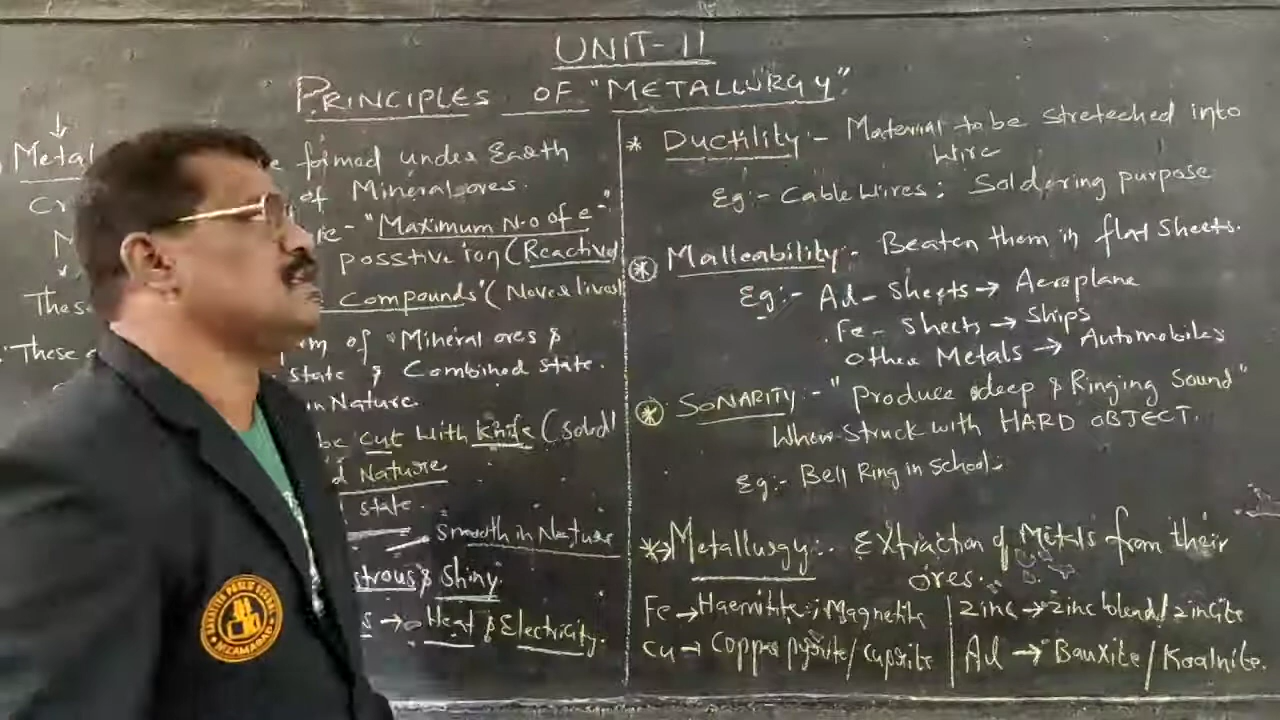 UNIT-11
PRINCIPLES OF "METALLURGY"
Metal
formed under Earth
of Mineral ores.
"Maximum N.o of e-"
posstive ion (Reactive)
Compounds" (Never lives)
These
These
of "Mineral ores &
state & Combined state.
in Nature.
be cut with knife (solid)
Nature
state.
Smooth in Nature
strous & Shiny
s → Heat & Electricity.
* Ductility :- Material to be streteched into
wire
Eg:- Cable wires; Soldering purpose
* Malleability :- Beaten them in flat sheets.
Eg:- Al - Sheets → Aeroplane
Fe - Sheets → Ships
Other Metals → Automobiles
* SONARITY :- "Produce deep & Ringing Sound"
When Struck with HARD OBJECT.
Eg:- Bell Ring in School.
*→ Metallurgy :- Extraction of Metals from their
ores.
Fe → Haemitite; Magnetite | Zinc → Zinc blend/zincite
Cu → Copper pyrite/cuprite | Al → Bauxite/Koalnite.
NIZAMABAD